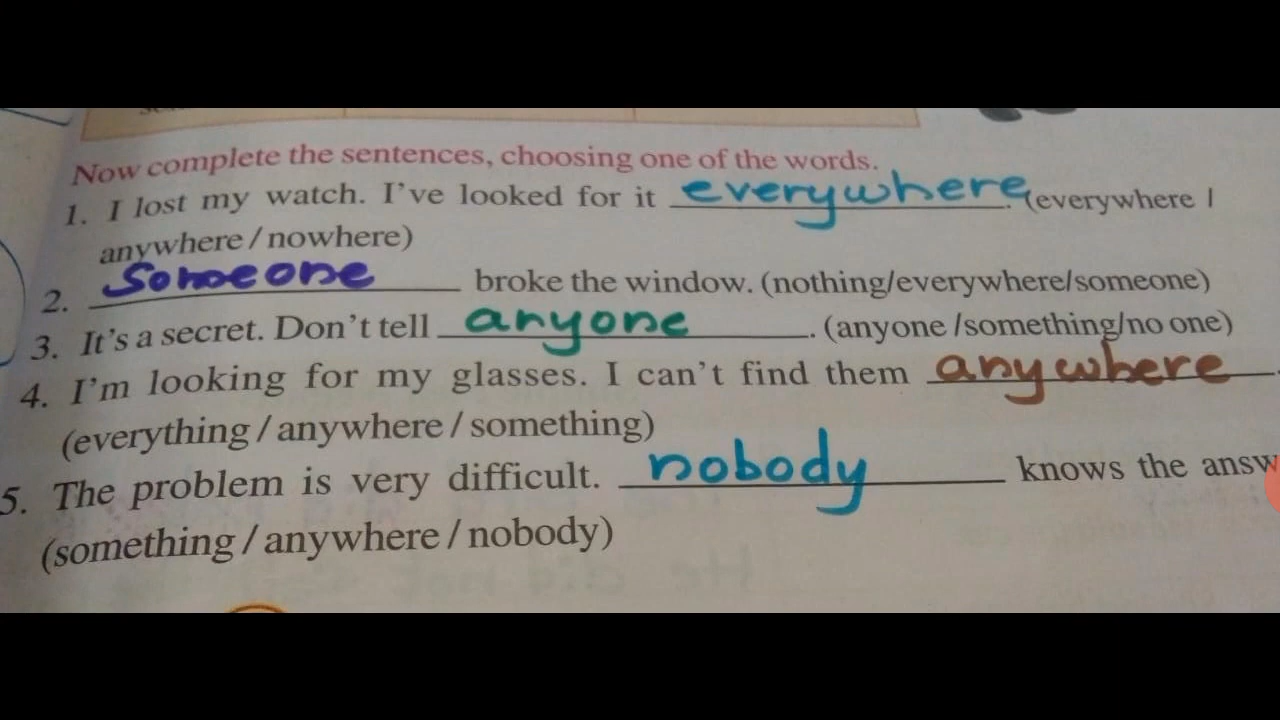 Now complete the sentences, choosing one of the words.
1. I lost my watch. I've looked for it everywhere. (everywhere /
anywhere / nowhere)
2. Someone broke the window. (nothing/everywhere/someone)
3. It's a secret. Don't tell anyone. (anyone /something/no one)
4. I'm looking for my glasses. I can't find them anywhere.
(everything / anywhere / something)
5. The problem is very difficult. nobody knows the answ
(something / anywhere / nobody)